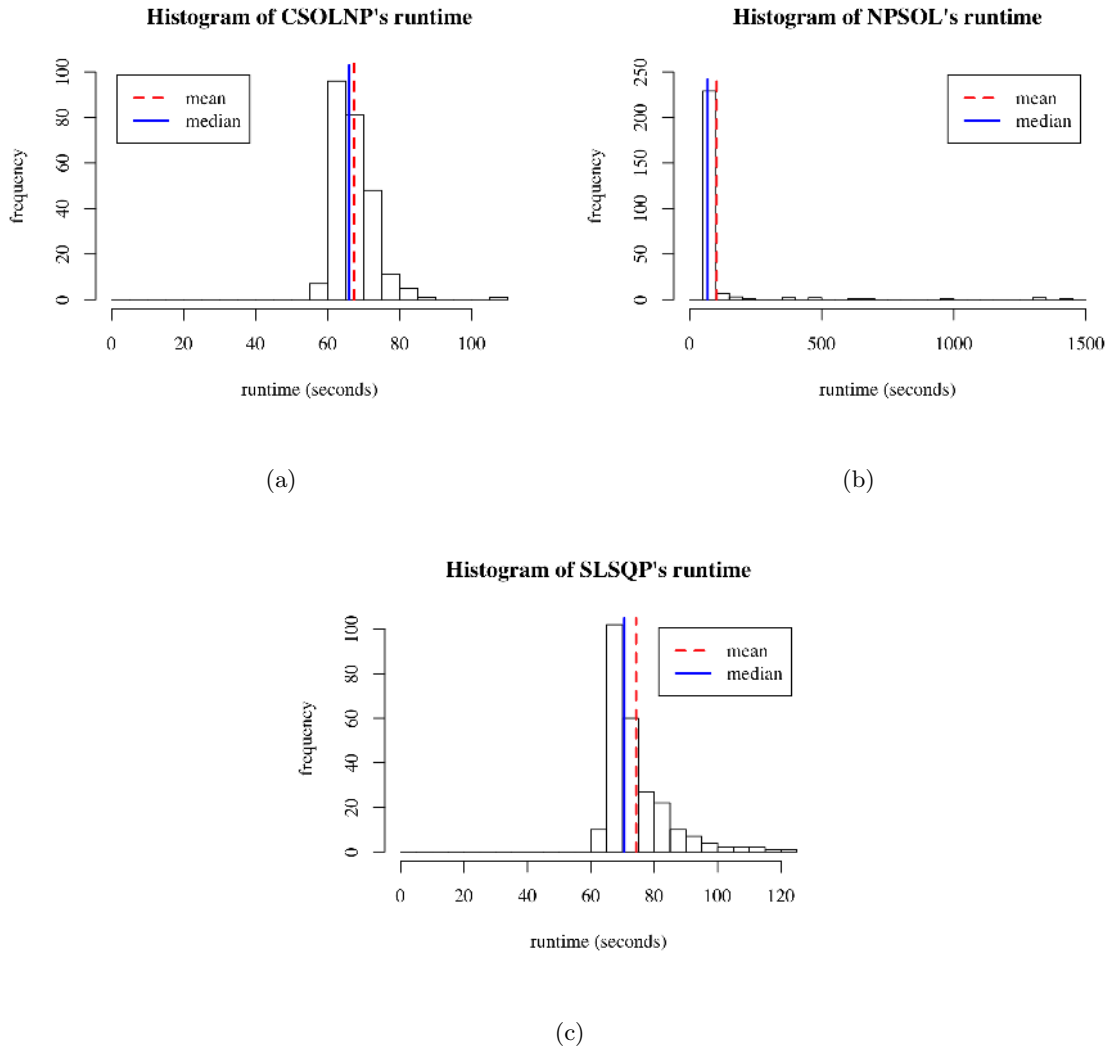 Histogram of CSOLNP's runtime
mean
median
frequency
0 20 40 60 80 100
0 20 40 60 80 100
runtime (seconds)
(a)
Histogram of NPSOL's runtime
mean
median
frequency
0 50 100 150 200 250
0 500 1000 1500
runtime (seconds)
(b)
Histogram of SLSQP's runtime
mean
median
frequency
0 20 40 60 80 100
0 20 40 60 80 100 120
runtime (seconds)
(c)